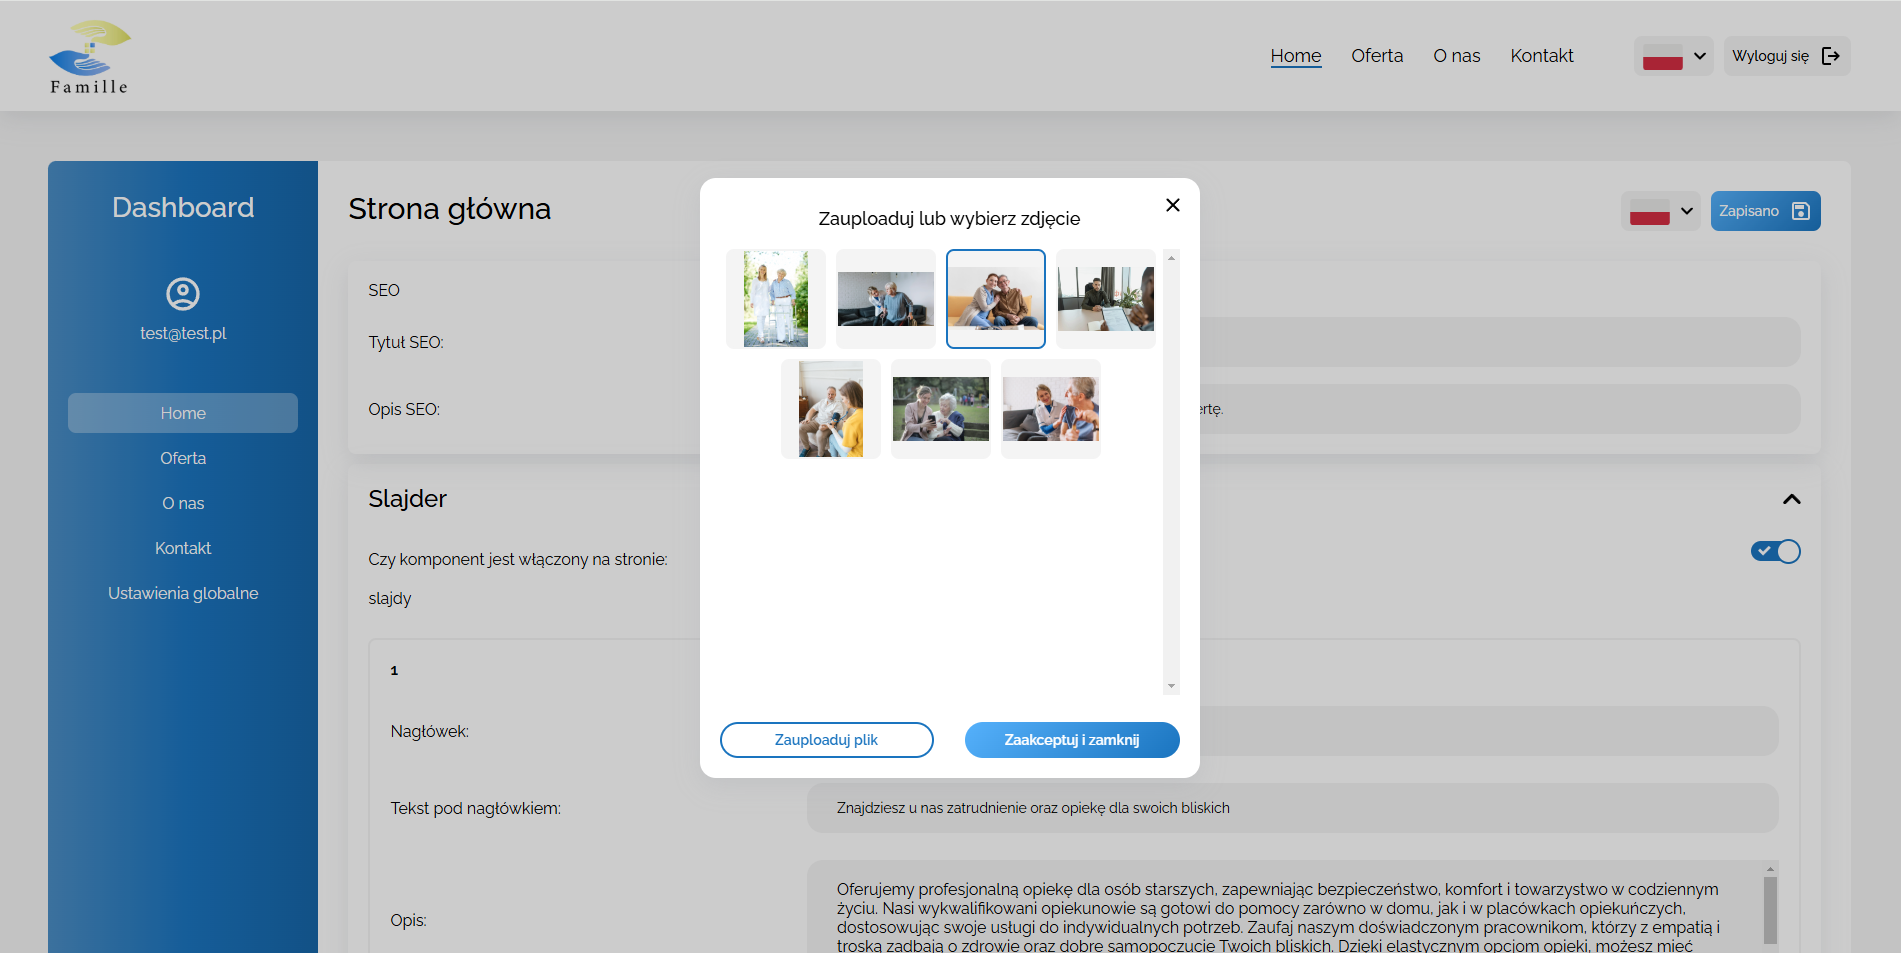 Famille
Home
Oferta
O nas
Kontakt
Wyloguj się
Dashboard
test@test.pl
Home
Oferta
O nas
Kontakt
Ustawienia globalne
Strona główna
Zapisano
SEO
Tytuł SEO:
Opis SEO:
Slajder
Czy komponent jest włączony na stronie:
slajdy
1
Nagłówek:
Tekst pod nagłówkiem:
Znajdziesz u nas zatrudnienie oraz opiekę dla swoich bliskich
Opis:
Oferujemy profesjonalną opiekę dla osób starszych, zapewniając bezpieczeństwo, komfort i towarzystwo w codziennym
życiu. Nasi wykwalifikowani opiekunowie są gotowi do pomocy zarówno w domu, jak i w placówkach opiekuńczych,
dostosowując swoje usługi do indywidualnych potrzeb. Zaufaj naszym doświadczonym pracownikom, którzy z empatią i
troską zadbają o zdrowie oraz dobre samopoczucie Twoich bliskich. Dzięki elastycznym opcjom opieki, możesz mieć
Zauploaduj lub wybierz zdjęcie
Zauploaduj plik
Zaakceptuj i zamknij